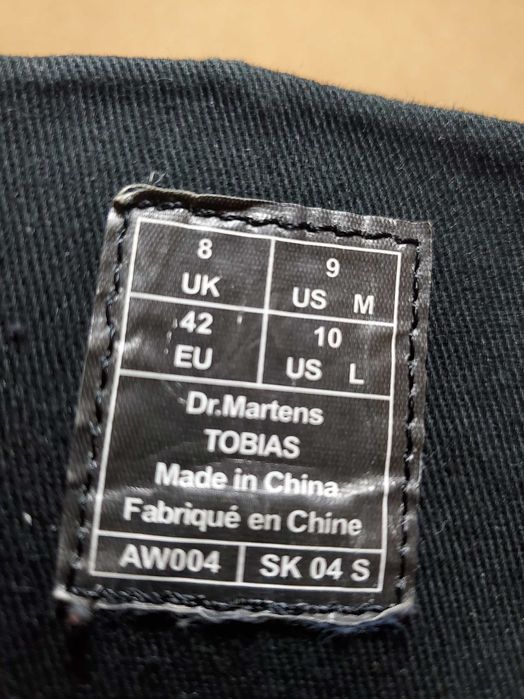 8
UK
9
US M
42
EU
10
US L
Dr.Martens
TOBIAS
Made in China
Fabriqué en Chine
AW004
SK 04 S